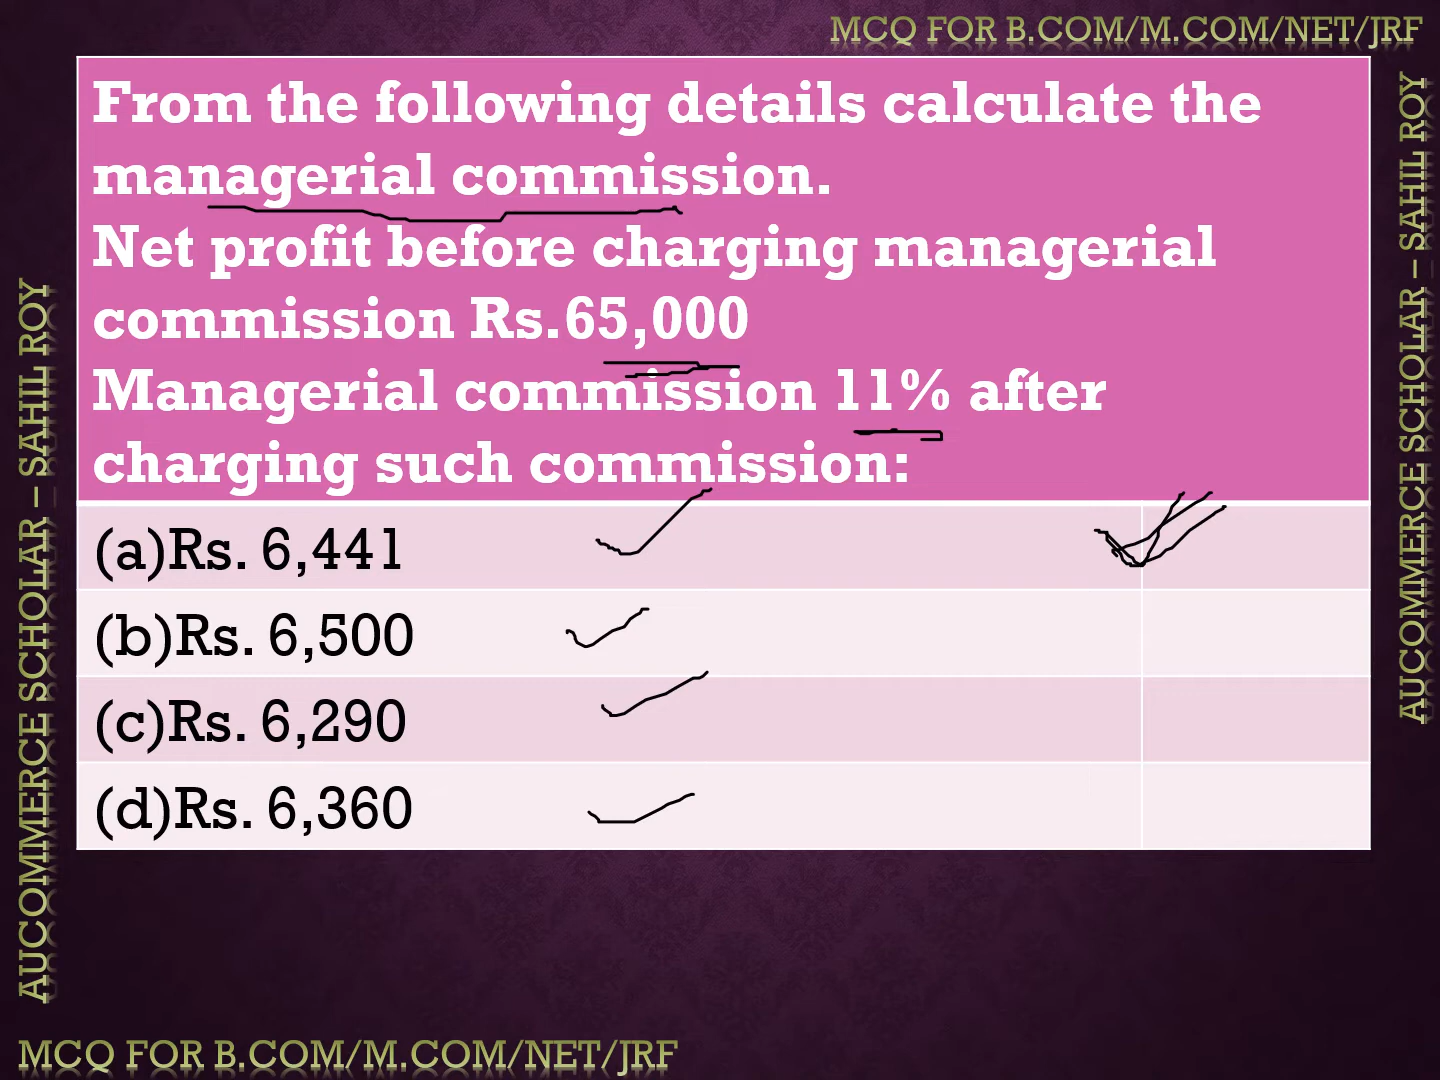 MCQ FOR B.COM/M.COM/NET/JRF
From the following details calculate the
managerial commission.
Net profit before charging managerial
commission Rs.65,000
Managerial commission 11% after
charging such commission:
(a)Rs. 6,441
(b)Rs. 6,500
(c)Rs. 6,290
(d)Rs. 6,360
AUCOMMERCE SCHOLAR – SAHIL ROY
AUCOMMERCE SCHOLAR – SAHIL ROY
MCQ FOR B.COM/M.COM/NET/JRF